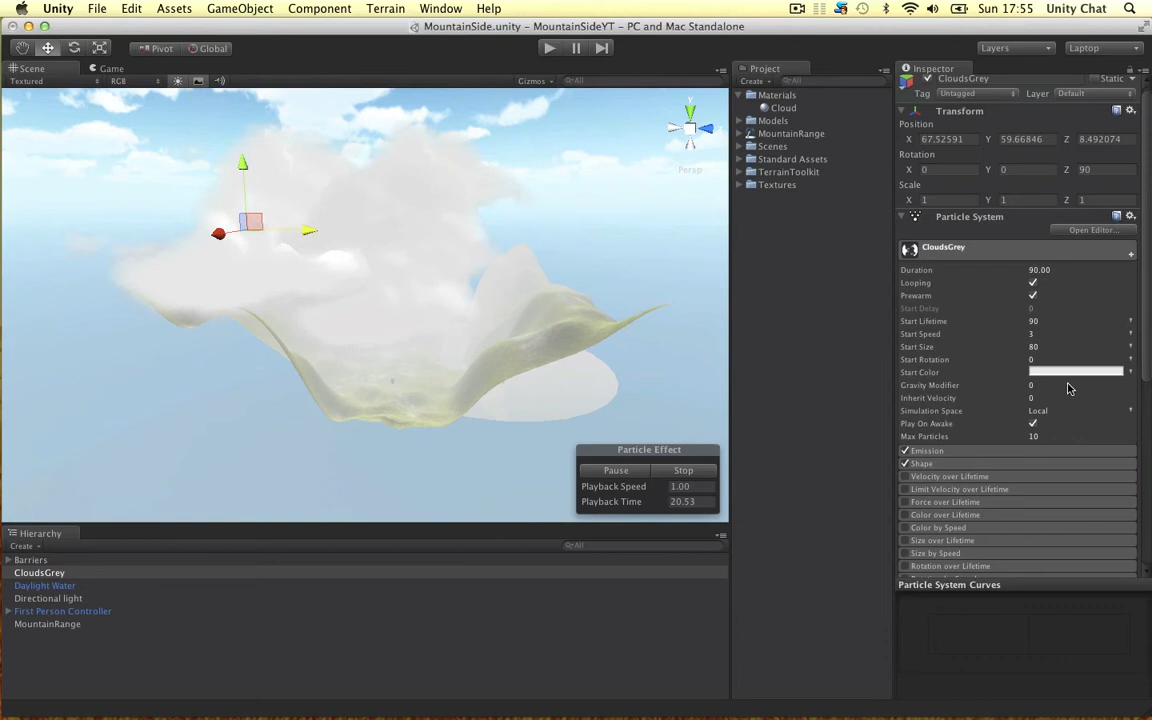 Unity File Edit Assets GameObject Component Terrain Window Help Sun 17:55 Unity Chat
MountainSide.unity - MountainSideYT - PC and Mac Standalone
Pivot Global Layers Laptop
Scene Game
Textured RGB Gizmos All
Persp
Particle Effect
Pause Stop
Playback Speed 1.00
Playback Time 20.53
Hierarchy
Create All
Barriers
CloudsGrey
Daylight Water
Directional light
First Person Controller
MountainRange
Project
Create All
Materials
Cloud
Models
MountainRange
Scenes
Standard Assets
TerrainToolkit
Textures
Inspector
CloudsGrey Static
Tag Untagged Layer Default
Transform
Position
X 67.52591 Y 59.66846 Z 8.492074
Rotation
X 0 Y 0 Z 90
Scale
X 1 Y 1 Z 1
Particle System
Open Editor...
CloudsGrey
Duration 90.00
Looping
Prewarm
Start Delay 0
Start Lifetime 90
Start Speed 3
Start Size 80
Start Rotation 0
Start Color
Gravity Modifier 0
Inherit Velocity 0
Simulation Space Local
Play On Awake
Max Particles 10
Emission
Shape
Velocity over Lifetime
Limit Velocity over Lifetime
Force over Lifetime
Color over Lifetime
Color by Speed
Size over Lifetime
Size by Speed
Rotation over Lifetime
Particle System Curves